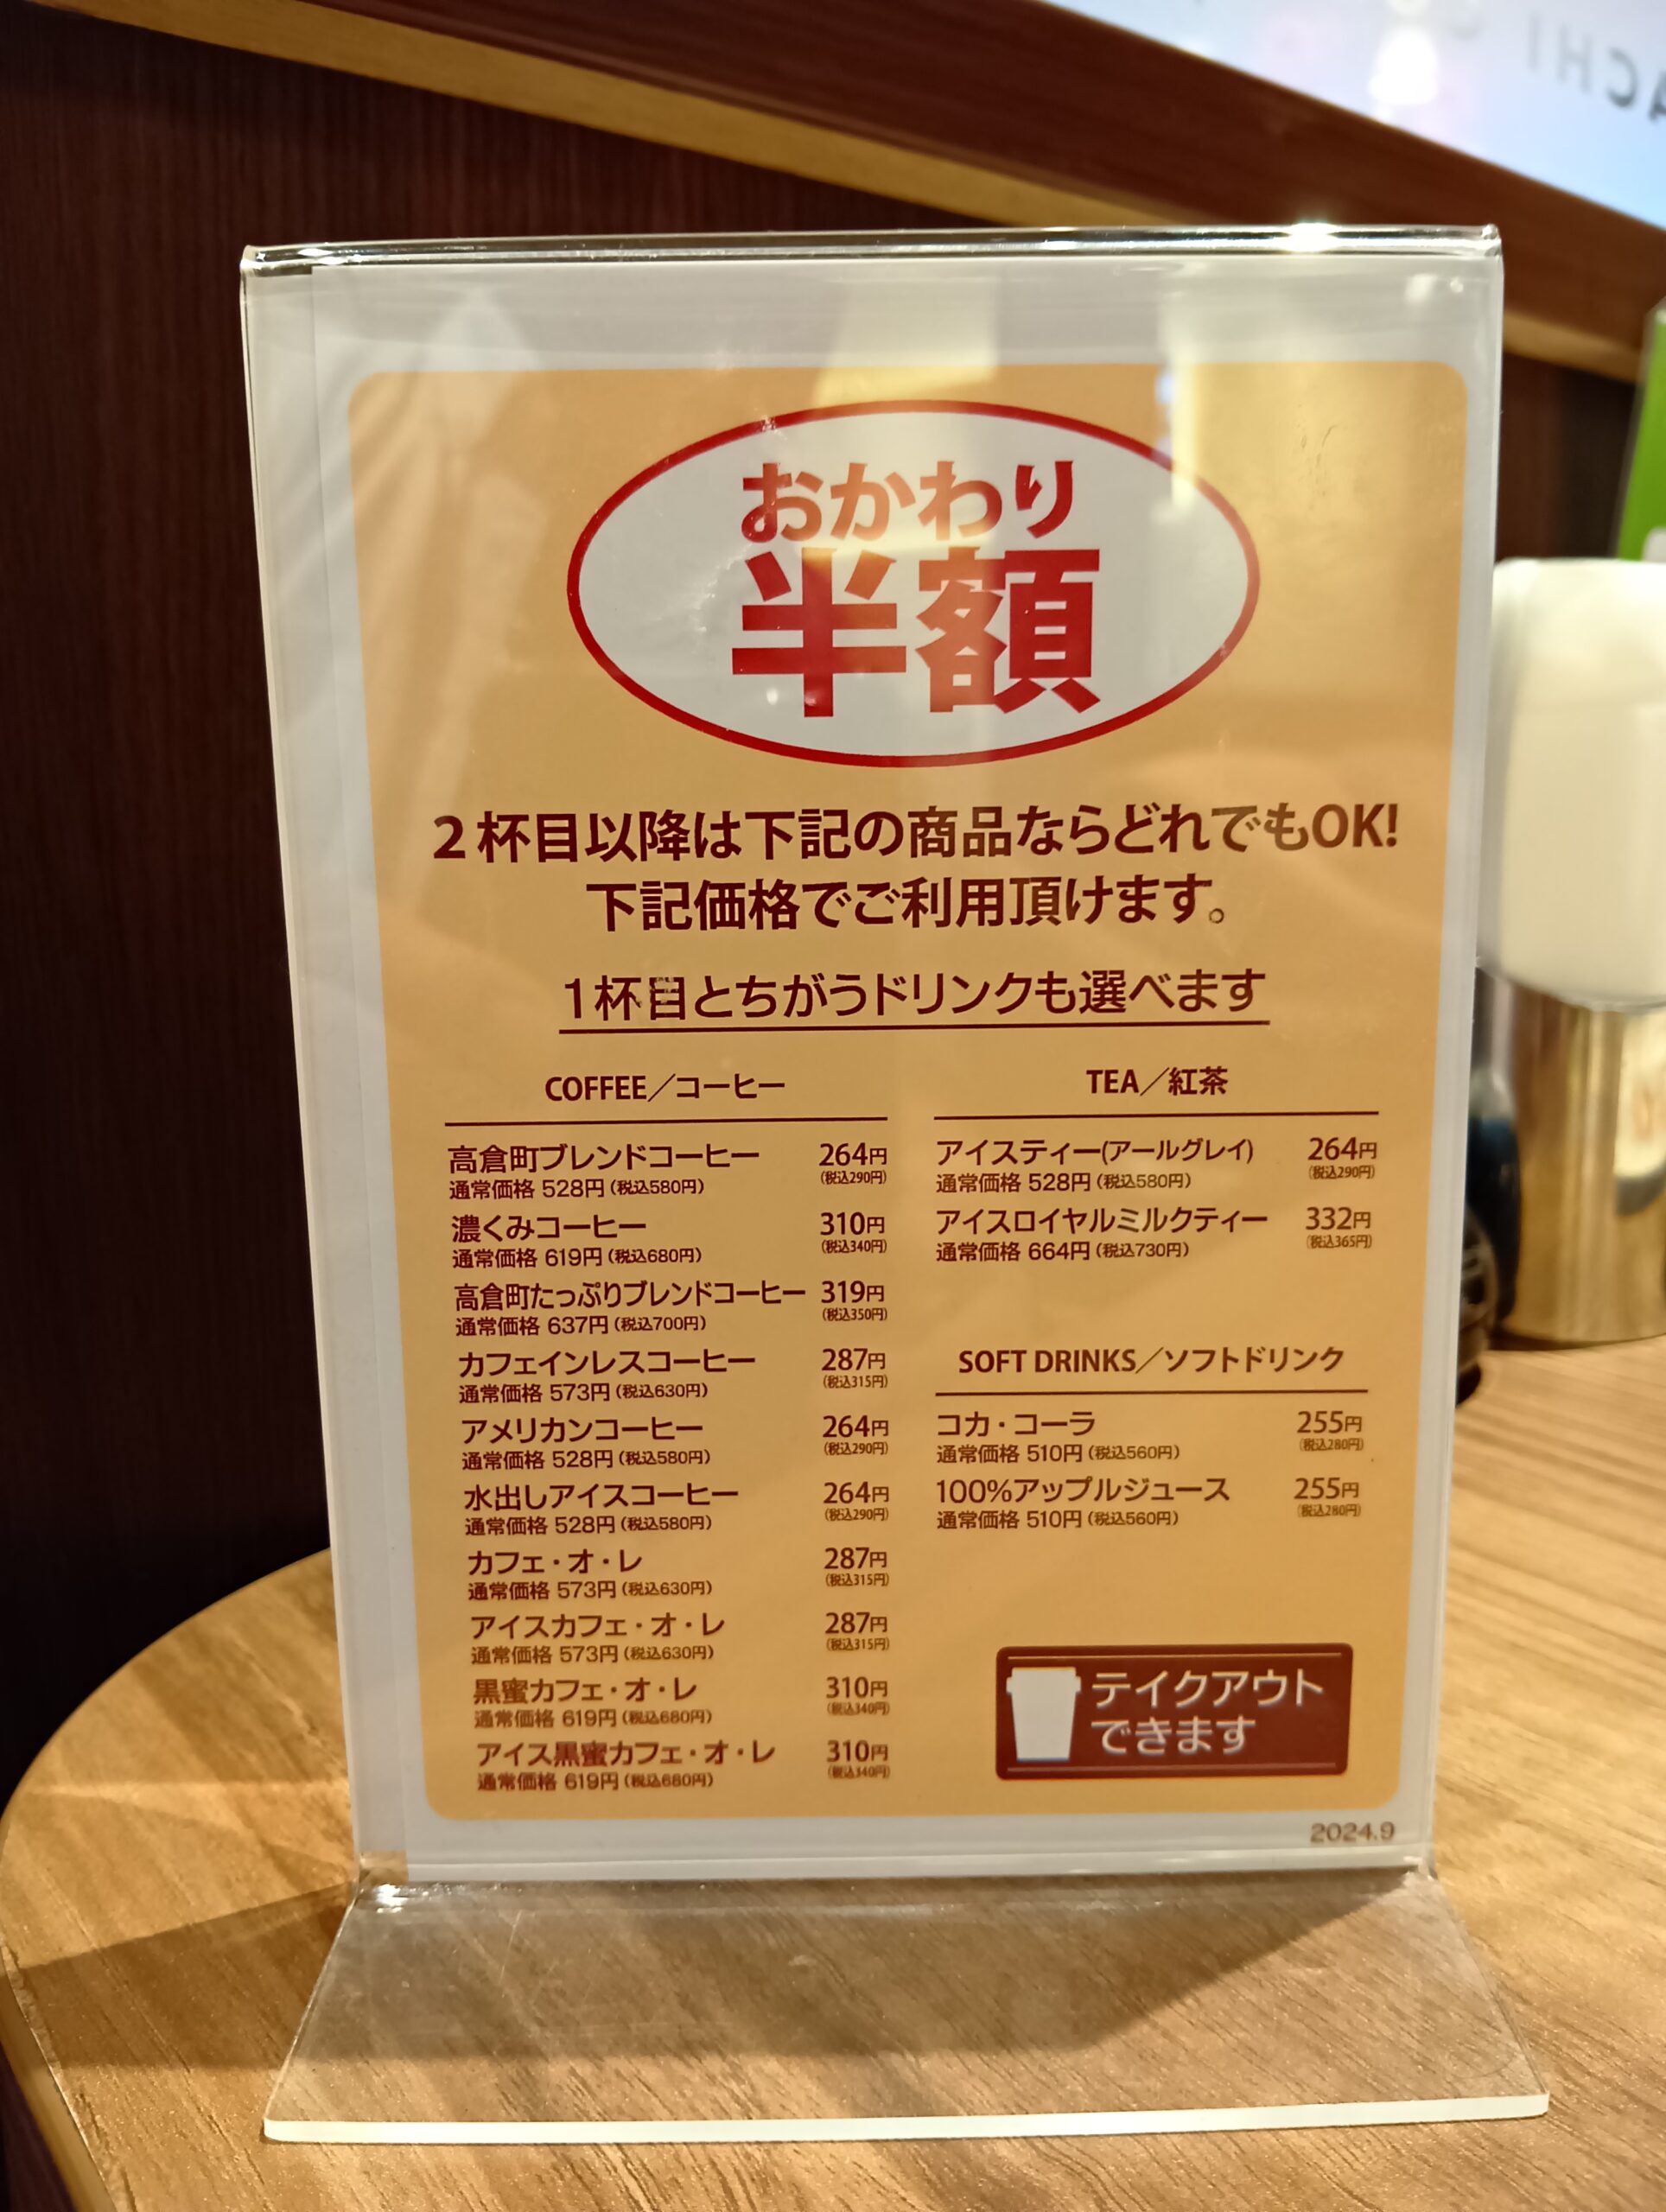 おかわり
半額
2杯目以降は下記の商品ならどれでもOK!
下記価格でご利用頂けます。
1杯目とちがうドリンクも選べます
COFFEE／コーヒー
高倉町ブレンドコーヒー 264円
通常価格 528円(税込580円) (税込290円)
濃くみコーヒー 310円
通常価格 619円(税込680円) (税込340円)
高倉町たっぷりブレンドコーヒー 319円
通常価格 637円(税込700円) (税込350円)
カフェインレスコーヒー 287円
通常価格 573円(税込630円) (税込315円)
アメリカンコーヒー 264円
通常価格 528円(税込580円) (税込290円)
水出しアイスコーヒー 264円
通常価格 528円(税込580円) (税込290円)
カフェ・オ・レ 287円
通常価格 573円(税込630円) (税込315円)
アイスカフェ・オ・レ 287円
通常価格 573円(税込630円) (税込315円)
黒蜜カフェ・オ・レ 310円
通常価格 619円(税込680円) (税込340円)
アイス黒蜜カフェ・オ・レ 310円
通常価格 619円(税込680円) (税込340円)
TEA／紅茶
アイスティー(アールグレイ) 264円
通常価格 528円(税込580円) (税込290円)
アイスロイヤルミルクティー 332円
通常価格 664円(税込730円) (税込365円)
SOFT DRINKS／ソフトドリンク
コカ・コーラ 255円
通常価格 510円(税込560円) (税込280円)
100%アップルジュース 255円
通常価格 510円(税込560円) (税込280円)
テイクアウト
できます
2024.9